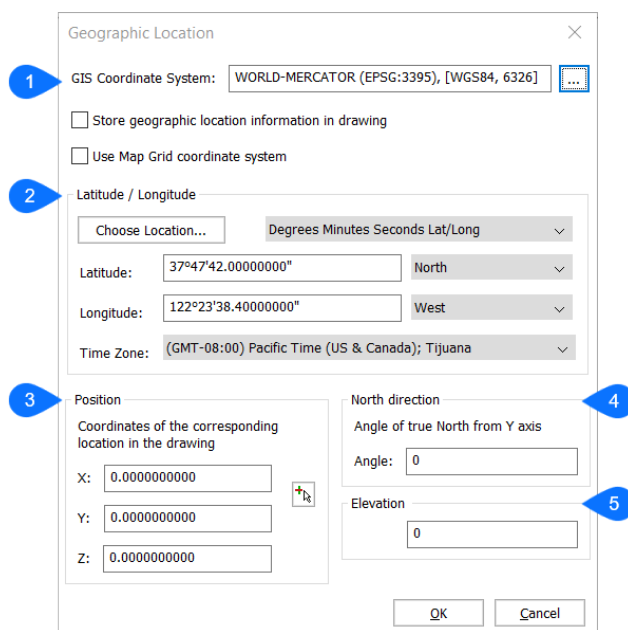 Geographic Location
1
GIS Coordinate System:
WORLD-MERCATOR (EPSG:3395), [WGS84, 6326]
...
Store geographic location information in drawing
Use Map Grid coordinate system
2
Latitude / Longitude
Choose Location...
Degrees Minutes Seconds Lat/Long
Latitude:
37º47'42.00000000"
North
Longitude:
122º23'38.40000000"
West
Time Zone:
(GMT-08:00) Pacific Time (US & Canada); Tijuana
3
Position
Coordinates of the corresponding
location in the drawing
X:
0.0000000000
Y:
0.0000000000
Z:
0.0000000000
North direction
4
Angle of true North from Y axis
Angle:
0
Elevation
5
0
OK
Cancel